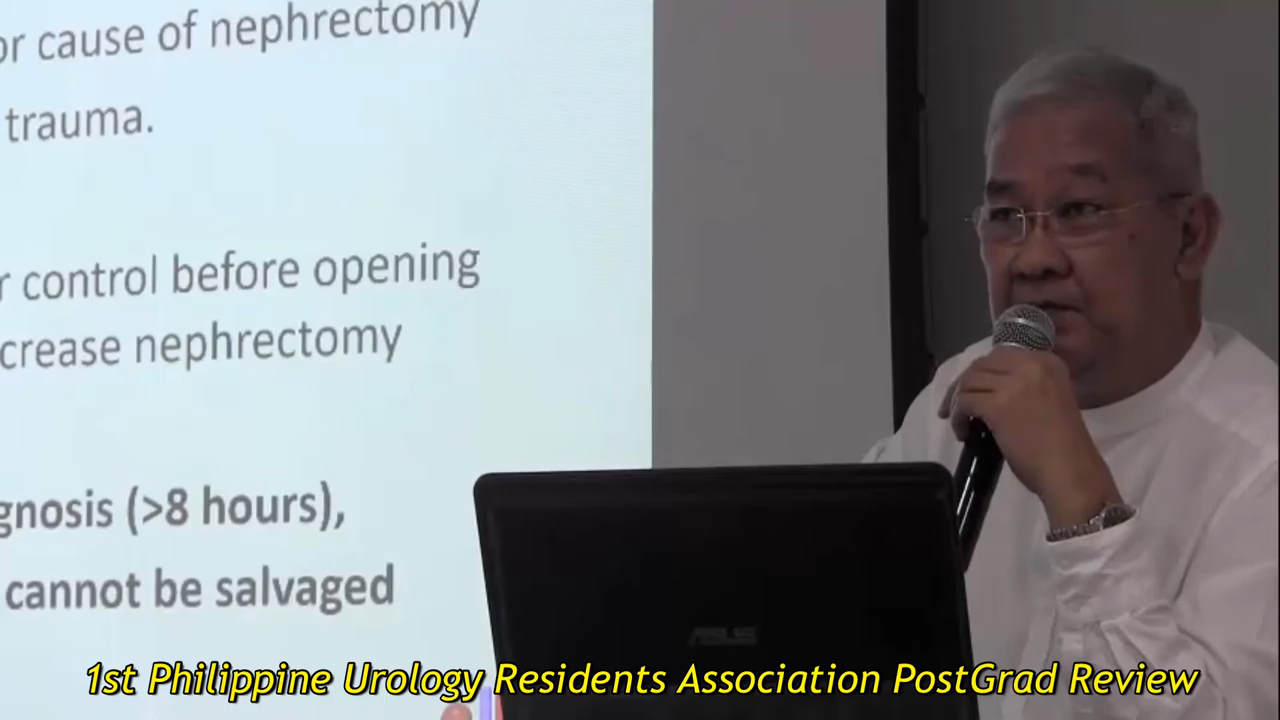 or cause of nephrectomy
trauma.
r control before opening
crease nephrectomy
gnosis (>8 hours),
cannot be salvaged
ASUS
1st Philippine Urology Residents Association PostGrad Review